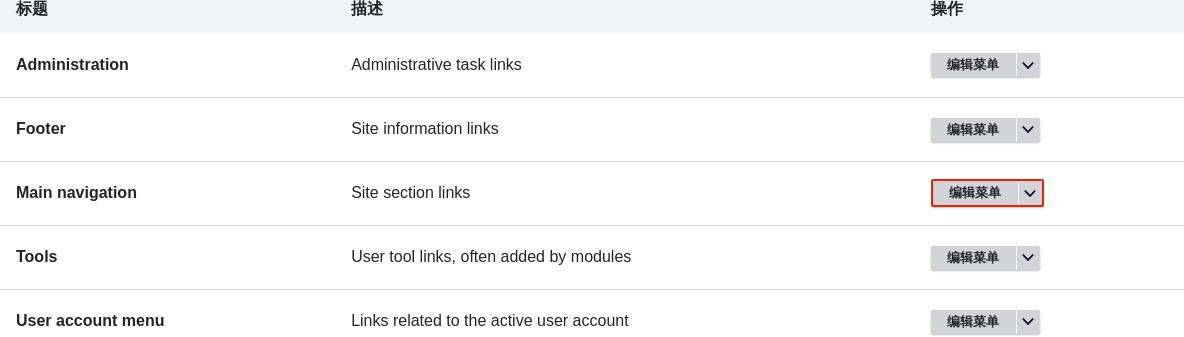 标题 描述 操作
Administration Administrative task links 编辑菜单
Footer Site information links 编辑菜单
Main navigation Site section links 编辑菜单
Tools User tool links, often added by modules 编辑菜单
User account menu Links related to the active user account 编辑菜单